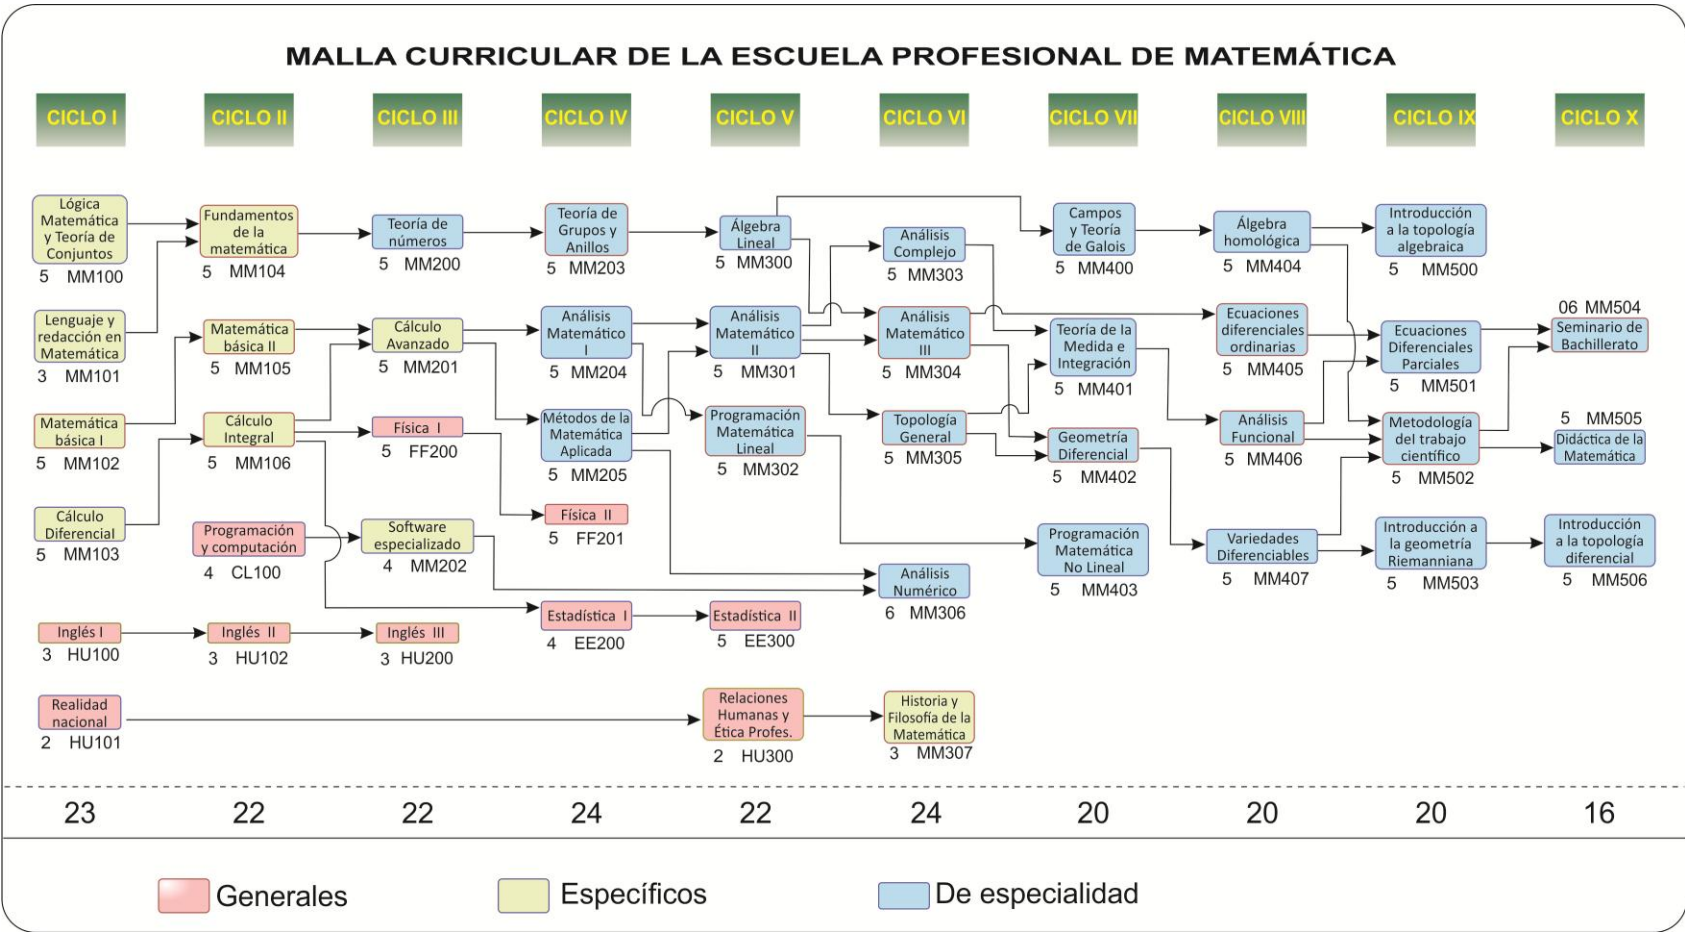 MALLA CURRICULAR DE LA ESCUELA PROFESIONAL DE MATEMÁTICA
CICLO I
CICLO II
CICLO III
CICLO IV
CICLO V
CICLO VI
CICLO VII
CICLO VIII
CICLO IX
CICLO X
Lógica
Matemática
y Teoría de
Conjuntos
5 MM100
Lenguaje y
redacción en
Matemática
3 MM101
Matemática
básica I
5 MM102
Cálculo
Diferencial
5 MM103
Inglés I
3 HU100
Realidad
nacional
2 HU101
Fundamentos
de la
matemática
5 MM104
Matemática
básica II
5 MM105
Cálculo
Integral
5 MM106
Programación
y computación
4 CL100
Inglés II
3 HU102
Teoría de
números
5 MM200
Cálculo
Avanzado
5 MM201
Física I
5 FF200
Software
especializado
4 MM202
Inglés III
3 HU200
Teoría de
Grupos y
Anillos
5 MM203
Análisis
Matemático
I
5 MM204
Métodos de la
Matemática
Aplicada
5 MM205
Física II
5 FF201
Estadística I
4 EE200
Álgebra
Lineal
5 MM300
Análisis
Matemático
II
5 MM301
Programación
Matemática
Lineal
5 MM302
Estadística II
5 EE300
Relaciones
Humanas y
Ética Profes.
2 HU300
Análisis
Complejo
5 MM303
Análisis
Matemático
III
5 MM304
Topología
General
5 MM305
Análisis
Numérico
6 MM306
Historia y
Filosofía de la
Matemática
3 MM307
Campos
y Teoría
de Galois
5 MM400
Teoría de la
Medida e
Integración
5 MM401
Geometría
Diferencial
5 MM402
Programación
Matemática
No Lineal
5 MM403
Álgebra
homológica
5 MM404
Ecuaciones
diferenciales
ordinarias
5 MM405
Análisis
Funcional
5 MM406
Variedades
Diferenciables
5 MM407
Introducción
a la topología
algebraica
5 MM500
Ecuaciones
Diferenciales
Parciales
5 MM501
Metodología
del trabajo
científico
5 MM502
Introducción a
la geometría
Riemanniana
5 MM503
06 MM504
Seminario de
Bachillerato
5 MM505
Didáctica de la
Matemática
Introducción
a la topología
diferencial
5 MM506
23
22
22
24
22
24
20
20
20
16
Generales
Específicos
De especialidad